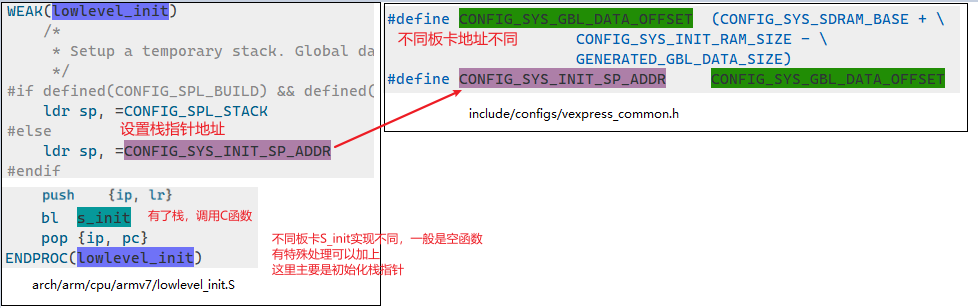 WEAK(lowlevel_init)
/*
* Setup a temporary stack. Global da
*/
#if defined(CONFIG_SPL_BUILD) && defined(
ldr sp, =CONFIG_SPL_STACK
#else
设置栈指针地址
ldr sp, =CONFIG_SYS_INIT_SP_ADDR
#endif
push {ip, lr}
bl s_init 有了栈，调用C函数
pop {ip, pc}
ENDPROC(lowlevel_init)
arch/arm/cpu/armv7/lowlevel_init.S
#define CONFIG_SYS_GBL_DATA_OFFSET (CONFIG_SYS_SDRAM_BASE + \
不同板卡地址不同 CONFIG_SYS_INIT_RAM_SIZE - \
GENERATED_GBL_DATA_SIZE)
#define CONFIG_SYS_INIT_SP_ADDR CONFIG_SYS_GBL_DATA_OFFSET
include/configs/vexpress_common.h
不同板卡S_init实现不同，一般是空函数
有特殊处理可以加上
这里主要是初始化栈指针